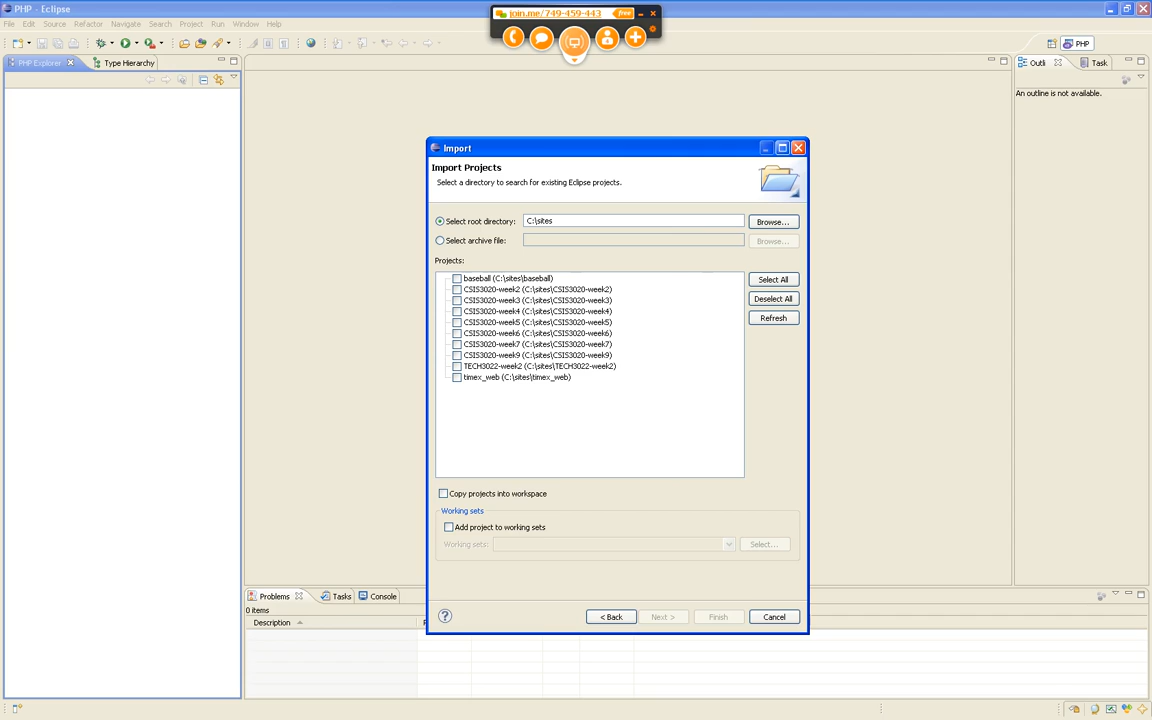 PHP - Eclipse
join.me/749-459-443 free
File Edit Source Refactor Navigate Search Project Run Window Help
PHP
PHP Explorer Type Hierarchy
Outli Task
An outline is not available.
Import
Import Projects
Select a directory to search for existing Eclipse projects.
Select root directory: C:\sites Browse...
Select archive file: Browse...
Projects:
baseball (C:\sites\baseball)
CSIS3020-week2 (C:\sites\CSIS3020-week2)
CSIS3020-week3 (C:\sites\CSIS3020-week3)
CSIS3020-week4 (C:\sites\CSIS3020-week4)
CSIS3020-week5 (C:\sites\CSIS3020-week5)
CSIS3020-week6 (C:\sites\CSIS3020-week6)
CSIS3020-week7 (C:\sites\CSIS3020-week7)
CSIS3020-week9 (C:\sites\CSIS3020-week9)
TECH3022-week2 (C:\sites\TECH3022-week2)
timex_web (C:\sites\timex_web)
Select All
Deselect All
Refresh
Copy projects into workspace
Working sets
Add project to working sets
Working sets: Select...
< Back Next > Finish Cancel
Problems Tasks Console
0 items
Description